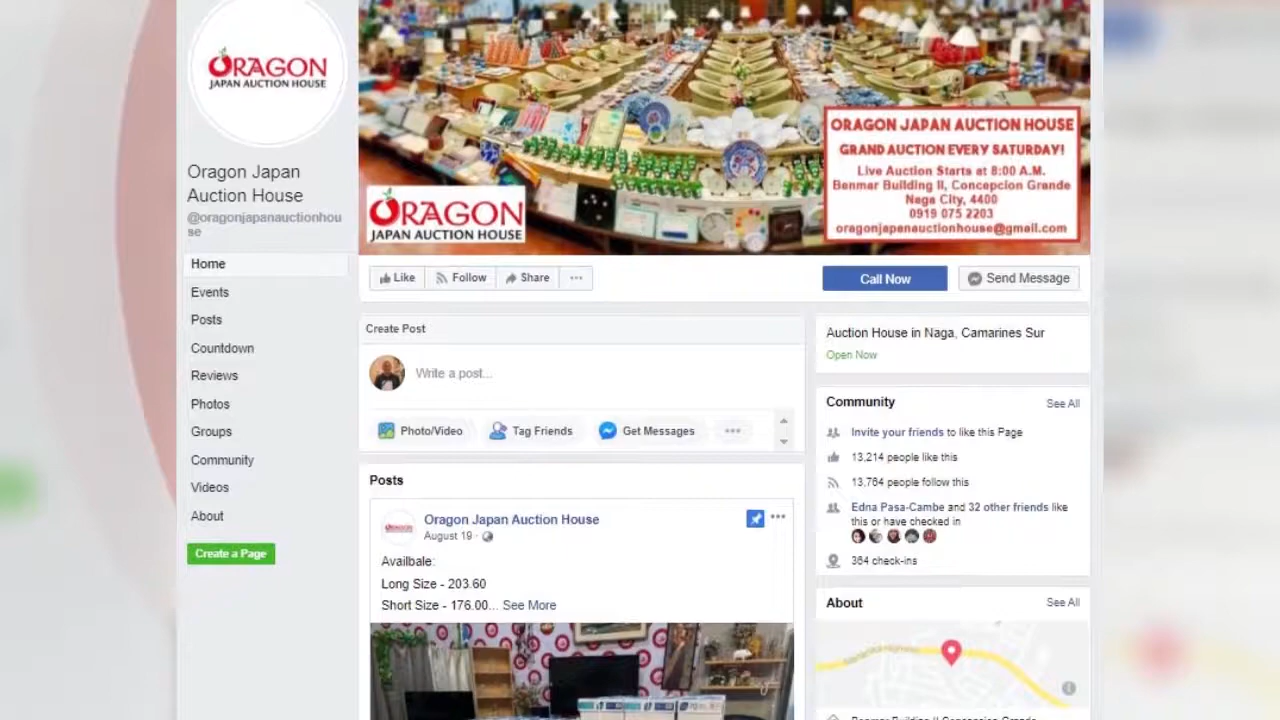 ORAGON
JAPAN AUCTION HOUSE
Oragon Japan
Auction House
@oragonjapanauctionhou
se
Home
Events
Posts
Countdown
Reviews
Photos
Groups
Community
Videos
About
Create a Page
ORAGON
JAPAN AUCTION HOUSE
ORAGON JAPAN AUCTION HOUSE
GRAND AUCTION EVERY SATURDAY!
Live Auction Starts at 8:00 A.M.
Benmar Building II, Concepcion Grande
Naga City, 4400
0919 075 2203
oragonjapanauctionhouse@gmail.com
Like
Follow
Share
Call Now
Send Message
Create Post
Write a post...
Photo/Video
Tag Friends
Get Messages
Posts
Oragon Japan Auction House
August 19
Availbale:
Long Size - 203.60
Short Size - 176.00... See More
Auction House in Naga, Camarines Sur
Open Now
Community
See All
Invite your friends to like this Page
13,214 people like this
13,764 people follow this
Edna Pasa-Cambe and 32 other friends like
this or have checked in
364 check-ins
About
See All
Benmar Building II Concepcion Grande